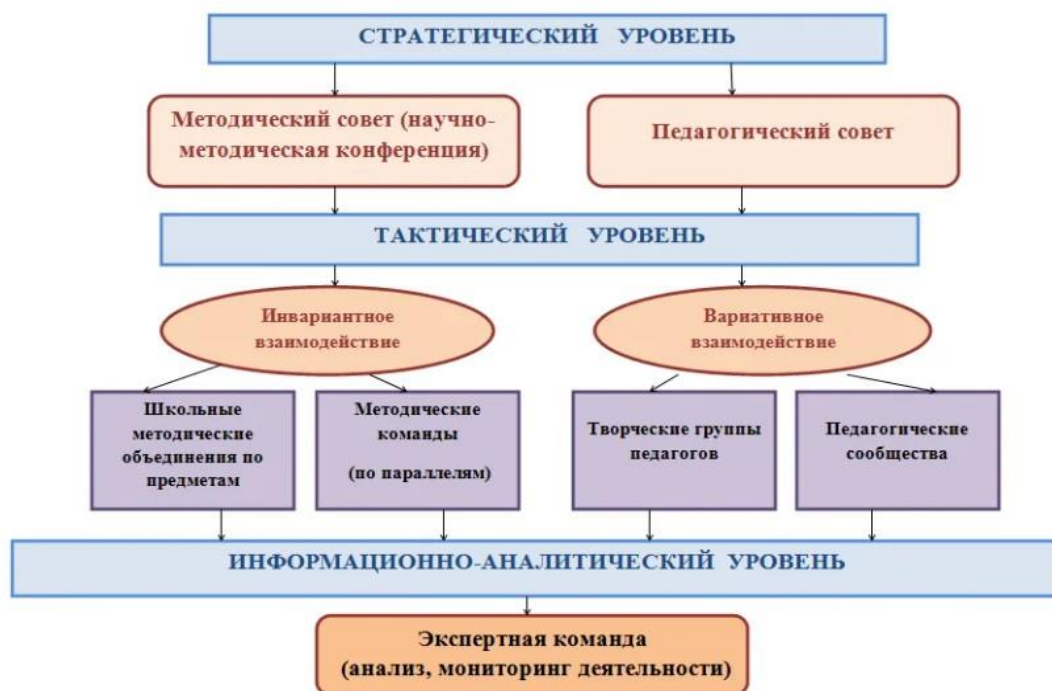 СТРАТЕГИЧЕСКИЙ УРОВЕНЬ
Методический совет (научно-
методическая конференция)
Педагогический совет
ТАКТИЧЕСКИЙ УРОВЕНЬ
Инвариантное
взаимодействие
Вариативное
взаимодействие
Школьные
методические
объединения по
предметам
Методические
команды
(по параллелям)
Творческие группы
педагогов
Педагогические
сообщества
ИНФОРМАЦИОННО-АНАЛИТИЧЕСКИЙ УРОВЕНЬ
Экспертная команда
(анализ, мониторинг деятельности)